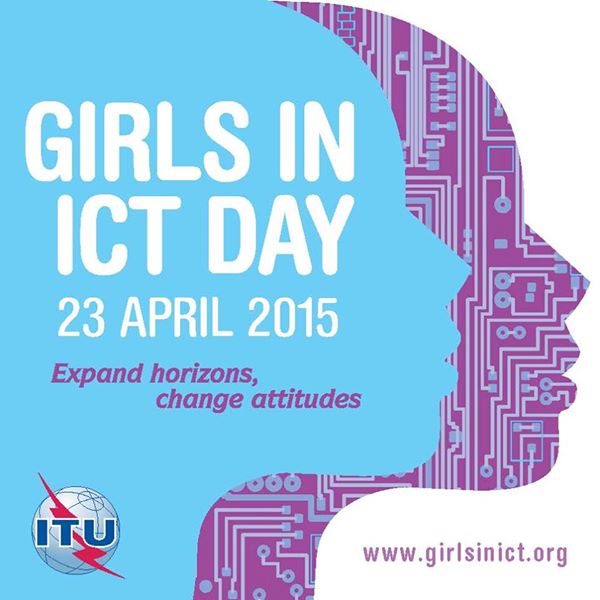 GIRLS IN
ICT DAY
23 APRIL 2015
Expand horizons,
change attitudes
ITU
www.girlsinict.org